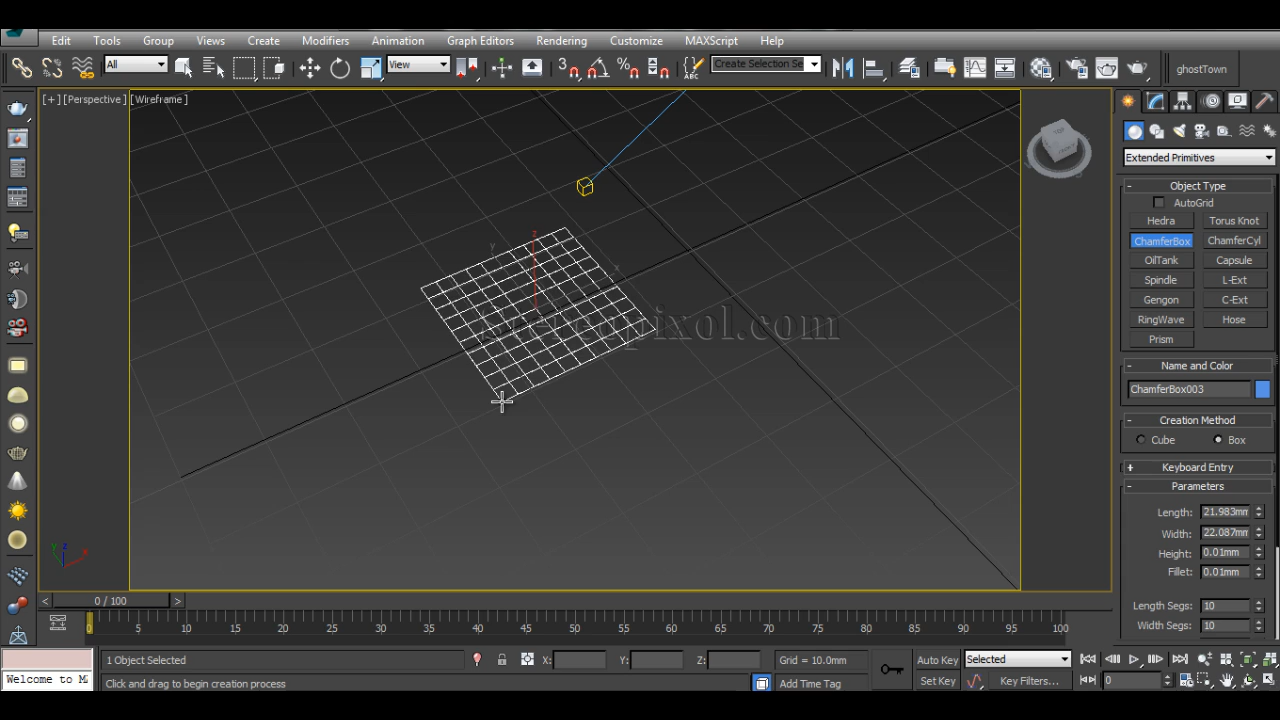 Edit Tools Group Views Create Modifiers Animation Graph Editors Rendering Customize MAXScript Help
All View 3 % ABC Create Selection Se ghostTown
[+] [Perspective] [Wireframe]
Extended Primitives
- Object Type
AutoGrid
Hedra Torus Knot
ChamferBox ChamferCyl
OilTank Capsule
Spindle L-Ext
Gengon C-Ext
RingWave Hose
Prism
- Name and Color
ChamferBox003
- Creation Method
Cube Box
+ Keyboard Entry
- Parameters
Length: 21.983mm
Width: 22.087mm
Height: 0.01mm
Fillet: 0.01mm
Length Segs: 10
Width Segs: 10
z
y
x
.com
z
y x
< 0 / 100 >
0 5 10 15 20 25 30 35 40 45 50 55 60 65 70 75 80 85 90 95 100
1 Object Selected X: Y: Z: Grid = 10.0mm Auto Key Selected
Welcome to M Click and drag to begin creation process Add Time Tag Set Key Key Filters... 0